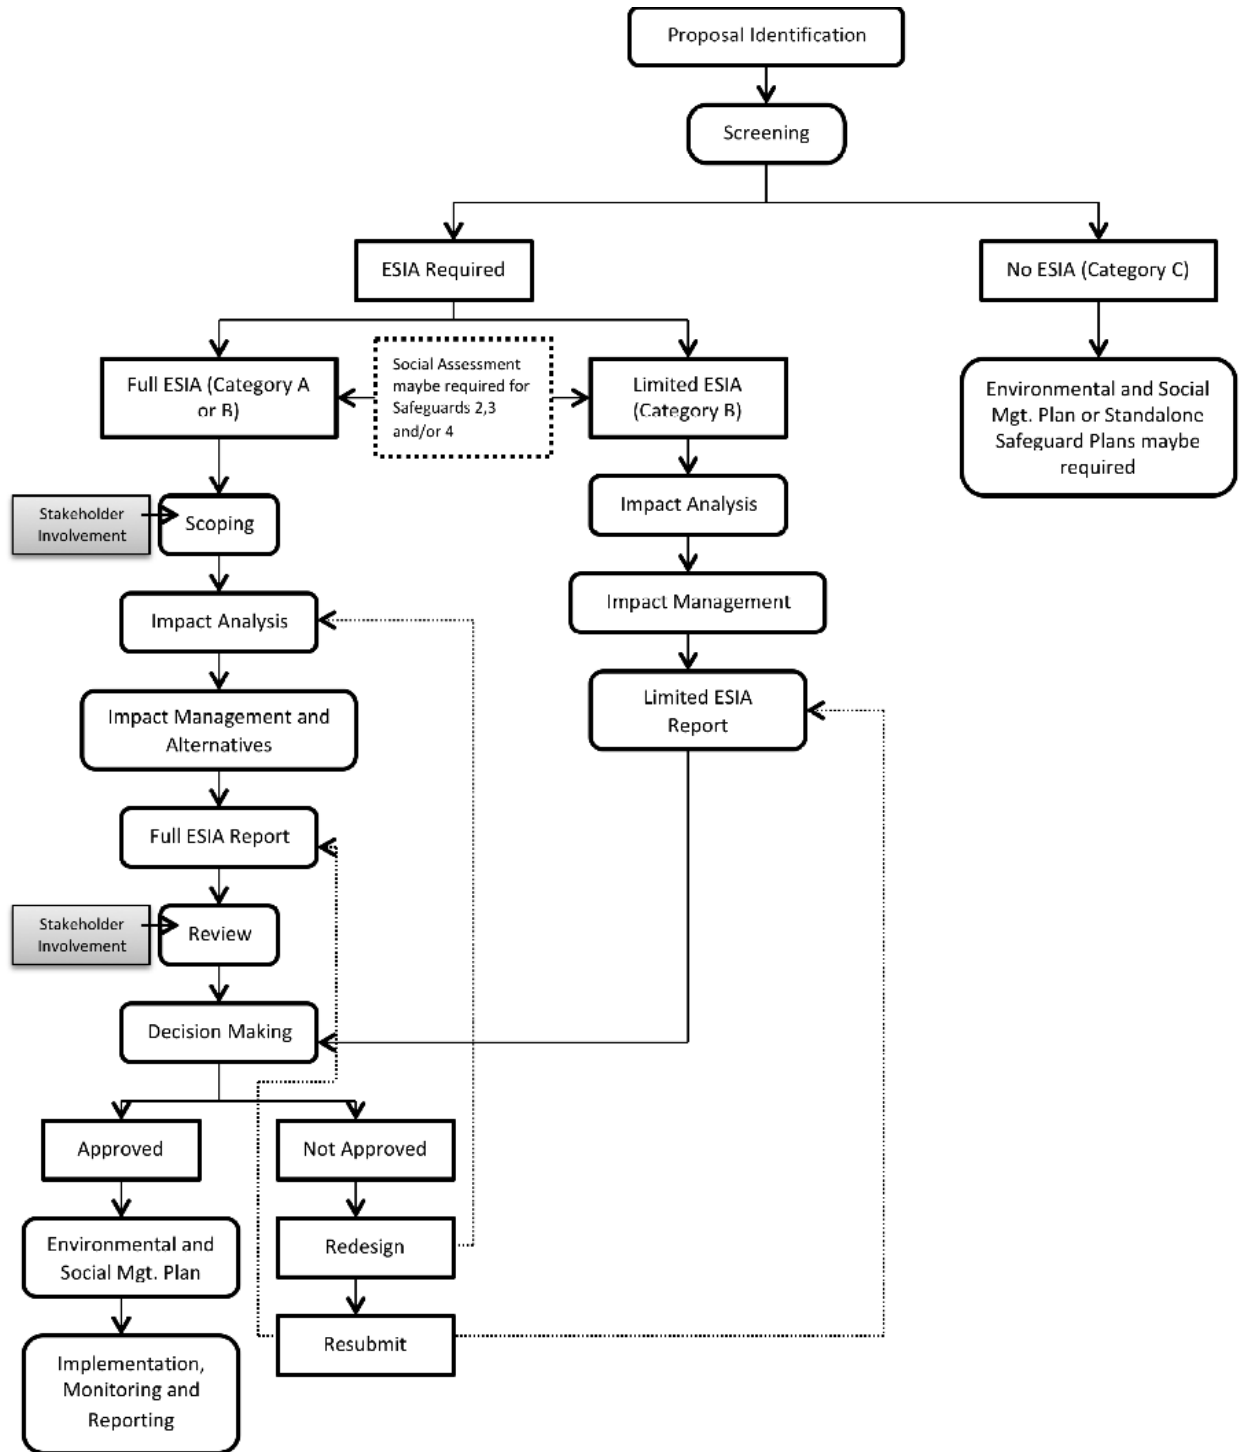 Proposal Identification
Screening
ESIA Required
No ESIA (Category C)
Full ESIA (Category A
or B)
Social Assessment
maybe required for
Safeguards 2,3
and/or 4
Limited ESIA
(Category B)
Environmental and Social
Mgt. Plan or Standalone
Safeguard Plans maybe
required
Stakeholder
Involvement
Scoping
Impact Analysis
Impact Analysis
Impact Management
Impact Management and
Alternatives
Limited ESIA
Report
Full ESIA Report
Stakeholder
Involvement
Review
Decision Making
Approved
Not Approved
Environmental and
Social Mgt. Plan
Redesign
Resubmit
Implementation,
Monitoring and
Reporting